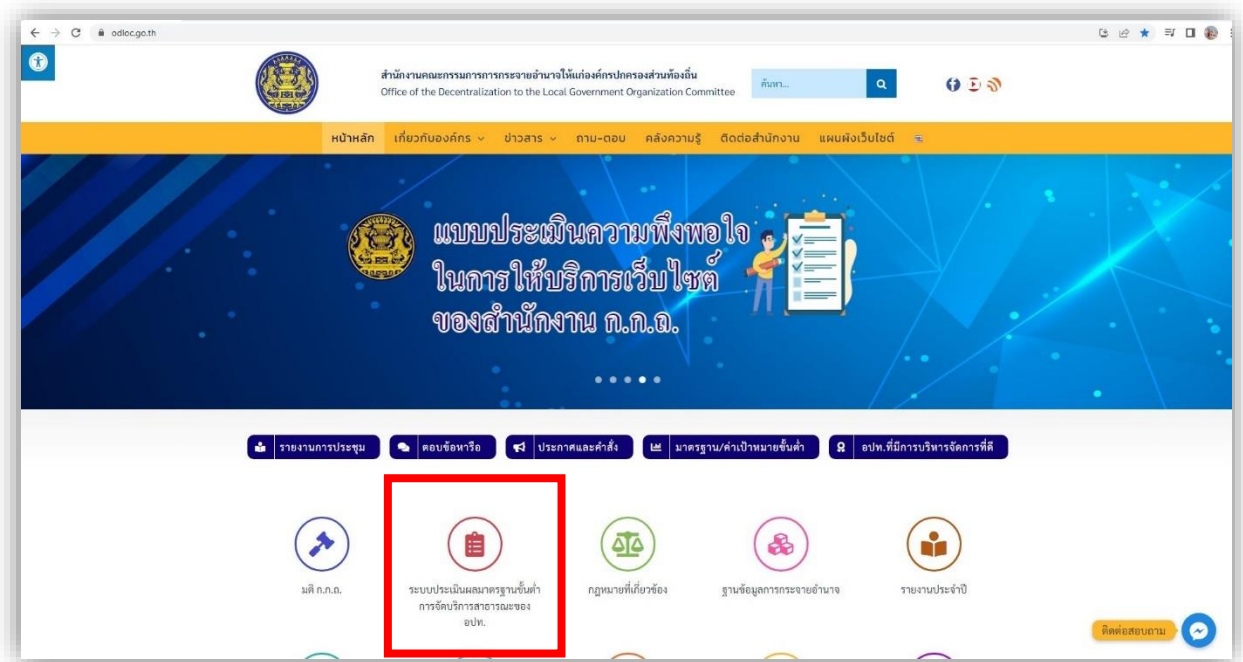 odloc.go.th
สำนักงานคณะกรรมการการกระจายอำนาจให้แก่องค์กรปกครองส่วนท้องถิ่น
Office of the Decentralization to the Local Government Organization Committee
ค้นหา...
หน้าหลัก เกี่ยวกับองค์กร ข่าวสาร ถาม-ตอบ คลังความรู้ ติดต่อสำนักงาน แผนผังเว็บไซต์
แบบประเมินความพึงพอใจ
ในการให้บริการเว็บไซต์
ของสำนักงาน ก.ก.ถ.
รายงานการประชุม ตอบข้อหารือ ประกาศและคำสั่ง มาตรฐาน/ค่าเป้าหมายขั้นต่ำ อปท.ที่มีการบริหารจัดการที่ดี
มติ ก.ก.ถ.
ระบบประเมินผลมาตรฐานขั้นต่ำ
การจัดบริการสาธารณะของ
อปท.
กฎหมายที่เกี่ยวข้อง
ฐานข้อมูลการกระจายอำนาจ
รายงานประจำปี
ติดต่อสอบถาม